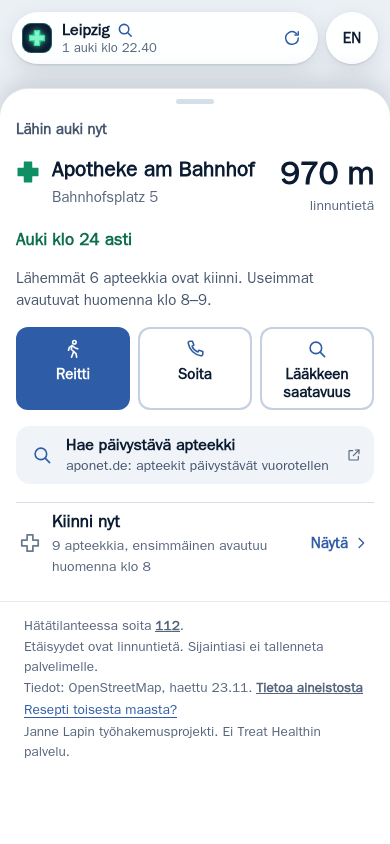 Leipzig
1 auki klo 22.40
EN
Lähin auki nyt
Apotheke am Bahnhof
970 m
Bahnhofsplatz 5
linnuntietä
Auki klo 24 asti
Lähemmät 6 apteekkia ovat kiinni. Useimmat
avautuvat huomenna klo 8–9.
Reitti
Soita
Lääkkeen
saatavuus
Hae päivystävä apteekki
aponet.de: apteekit päivystävät vuorotellen
Kiinni nyt
9 apteekkia, ensimmäinen avautuu
huomenna klo 8
Näytä
Hätätilanteessa soita 112.
Etäisyydet ovat linnuntietä. Sijaintiasi ei tallenneta
palvelimelle.
Tiedot: OpenStreetMap, haettu 23.11. Tietoa aineistosta
Resepti toisesta maasta?
Janne Lapin työhakemusprojekti. Ei Treat Healthin
palvelu.